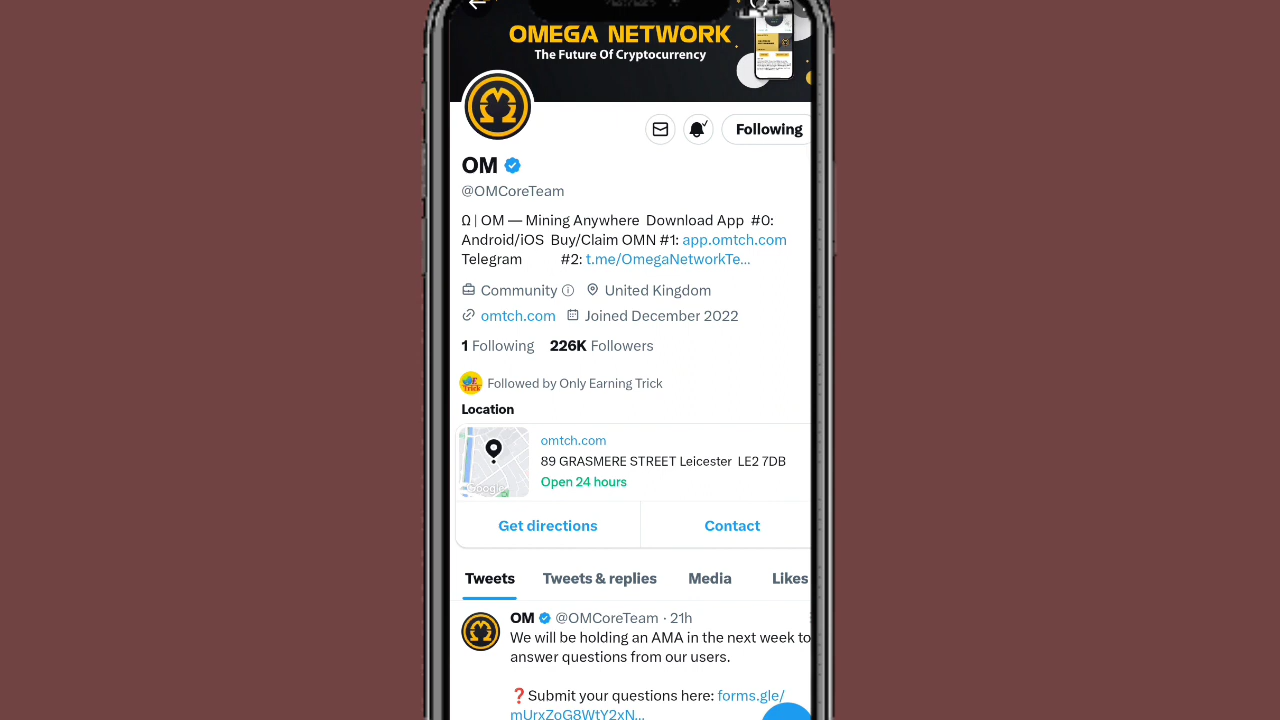 OMEGA NETWORK
The Future Of Cryptocurrency
Following
OM
@OMCoreTeam
Ω | OM — Mining Anywhere Download App #0:
Android/iOS Buy/Claim OMN #1: app.omtch.com
Telegram #2: t.me/OmegaNetworkTe...
Community United Kingdom
omtch.com Joined December 2022
1 Following 226K Followers
Followed by Only Earning Trick
Location
omtch.com
89 GRASMERE STREET Leicester LE2 7DB
Open 24 hours
Google
Get directions Contact
Tweets Tweets & replies Media Likes
OM @OMCoreTeam · 21h
We will be holding an AMA in the next week to
answer questions from our users.
❓Submit your questions here: forms.gle/
mUrxZoG8WtY2xN...